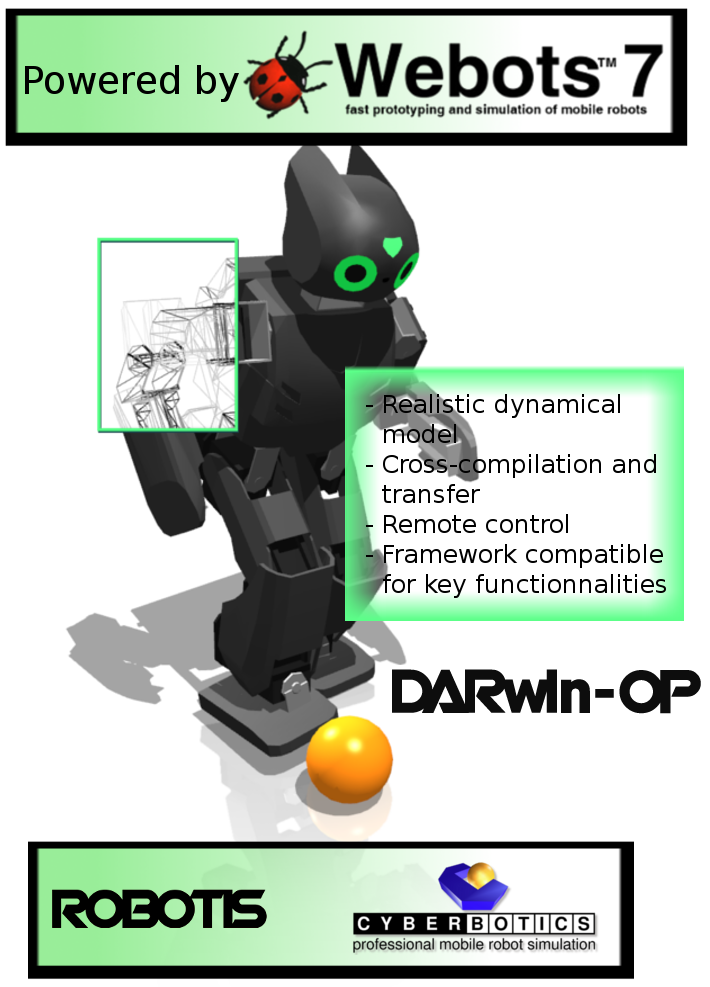 Powered by Webots™ 7
fast prototyping and simulation of mobile robots
- Realistic dynamical
model
- Cross-compilation and
transfer
- Remote control
- Framework compatible
for key functionnalities
DARwIn-OP
ROBOTIS
CYBERBOTICS
professional mobile robot simulation